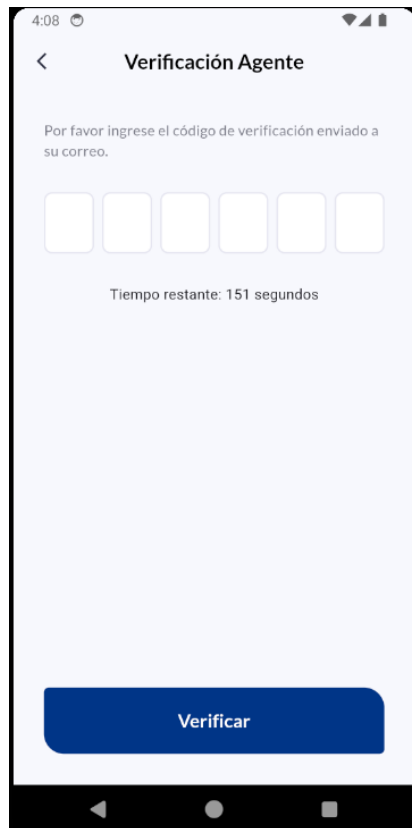 4:08
Verificación Agente
Por favor ingrese el código de verificación enviado a
su correo.
Tiempo restante: 151 segundos
Verificar